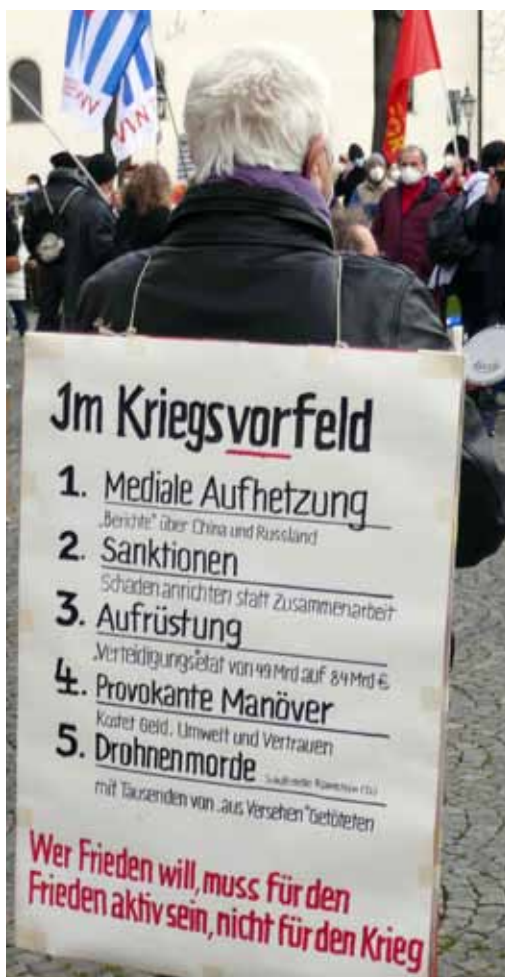 Im Kriegsvorfeld
1. Mediale Aufhetzung
„Berichte" über China und Russland
2. Sanktionen
Schaden anrichten statt Zusammenarbeit
3. Aufrüstung
„Verteidigungsetat von 49 Mrd auf 84 Mrd €
4. Provokante Manöver
Kostet Geld, Umwelt und Vertrauen
5. Drohnenmorde
mit Tausenden von „aus Versehen" Getöteten
Wer Frieden will, muss für den
Frieden aktiv sein, nicht für den Krieg